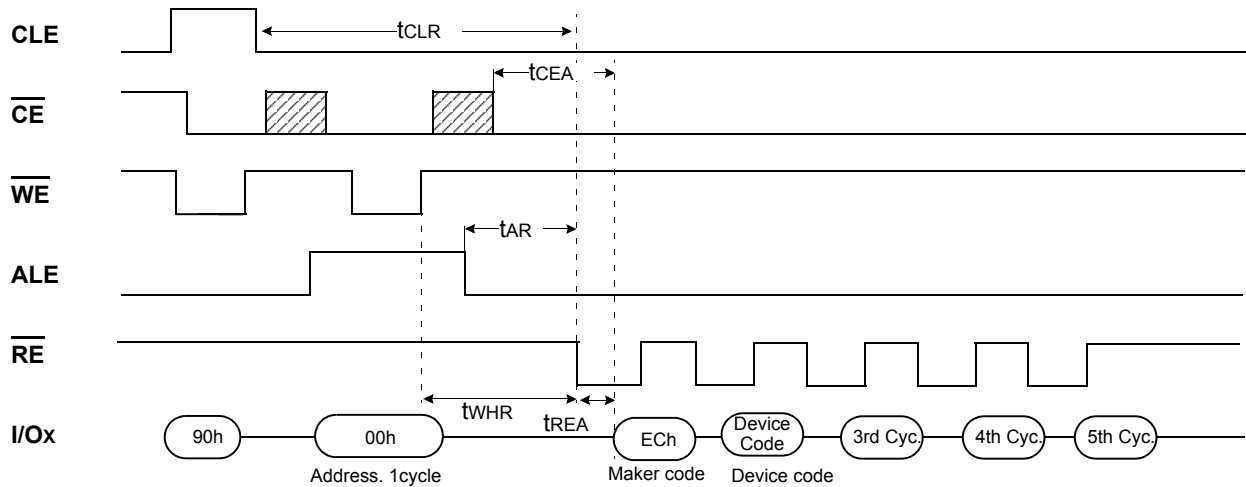 CLE
tCLR
tCEA
CE
WE
tAR
ALE
RE
tWHR
tREA
I/Ox
90h
00h
ECh
Device
Code
3rd Cyc.
4th Cyc.
5th Cyc.
Address. 1cycle
Maker code
Device code